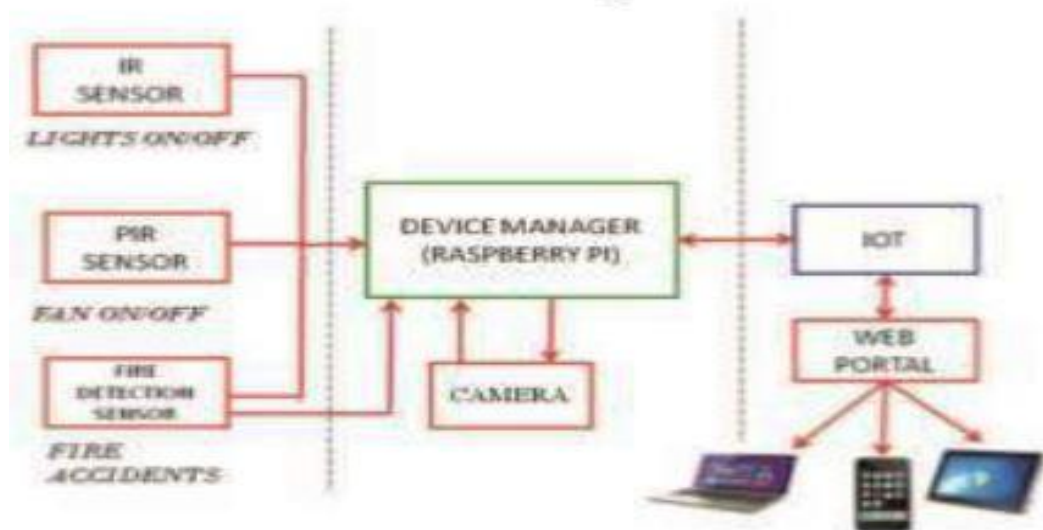 IR
SENSOR
LIGHTS ON/OFF
PIR
SENSOR
FAN ON/OFF
FIRE
DETECTION
SENSOR
FIRE
ACCIDENTS
DEVICE MANAGER
(RASPBERRY PI)
CAMERA
IOT
WEB
PORTAL